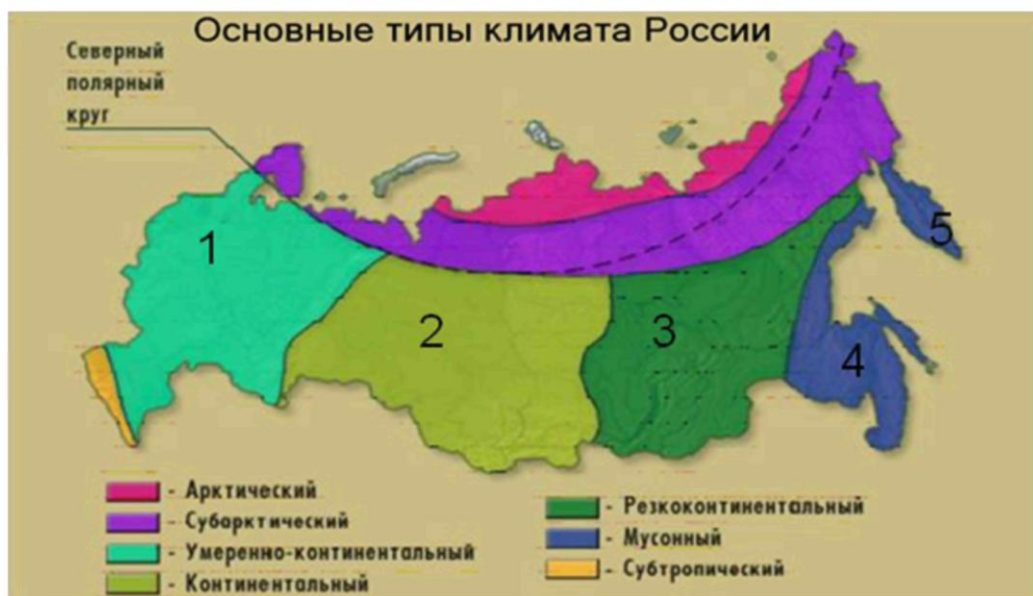 Основные типы климата России
Северный
полярный
круг
1
2
3
4
5
- Арктический
- Субарктический
- Умеренно-континентальный
- Континентальный
- Резкоконтинентальный
- Мусонный
- Субтропический